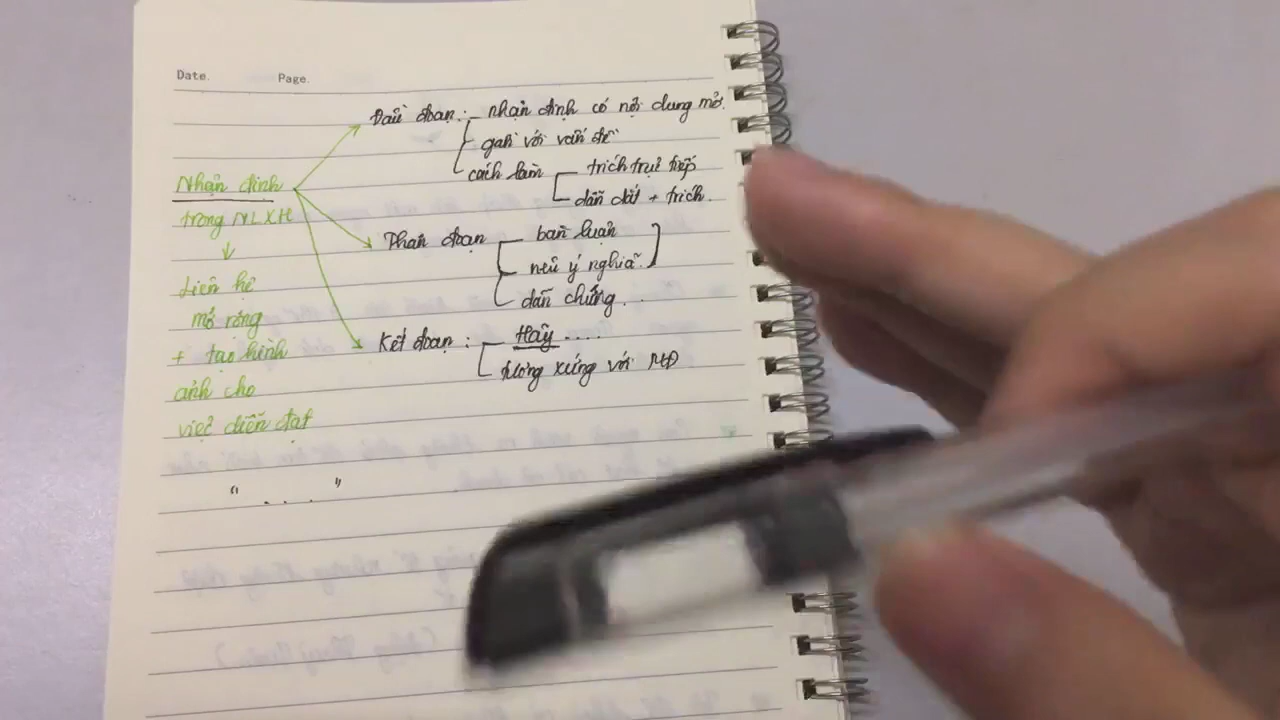 Date. Page.
Nhận định
trong NLXH
Liên hệ
mở rộng
+ tạo hình
ảnh cho
việc diễn đạt
" . . . . "
Đầu đoạn : - nhận định có nội dung mở.
gần với vấn đề
cách làm
trích trực tiếp
dẫn dắt + trích.
Thân đoạn
bàn luận
nêu ý nghĩa.
dẫn chứng . .
Kết đoạn :
Hãy . . . .
tương xứng với MĐ